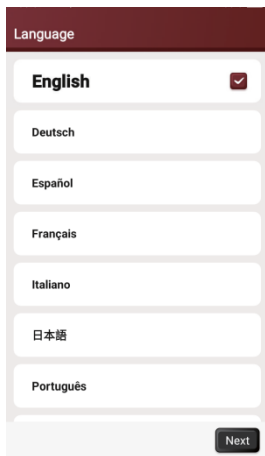 Language
English
Deutsch
Español
Français
Italiano
日本語
Português
Next